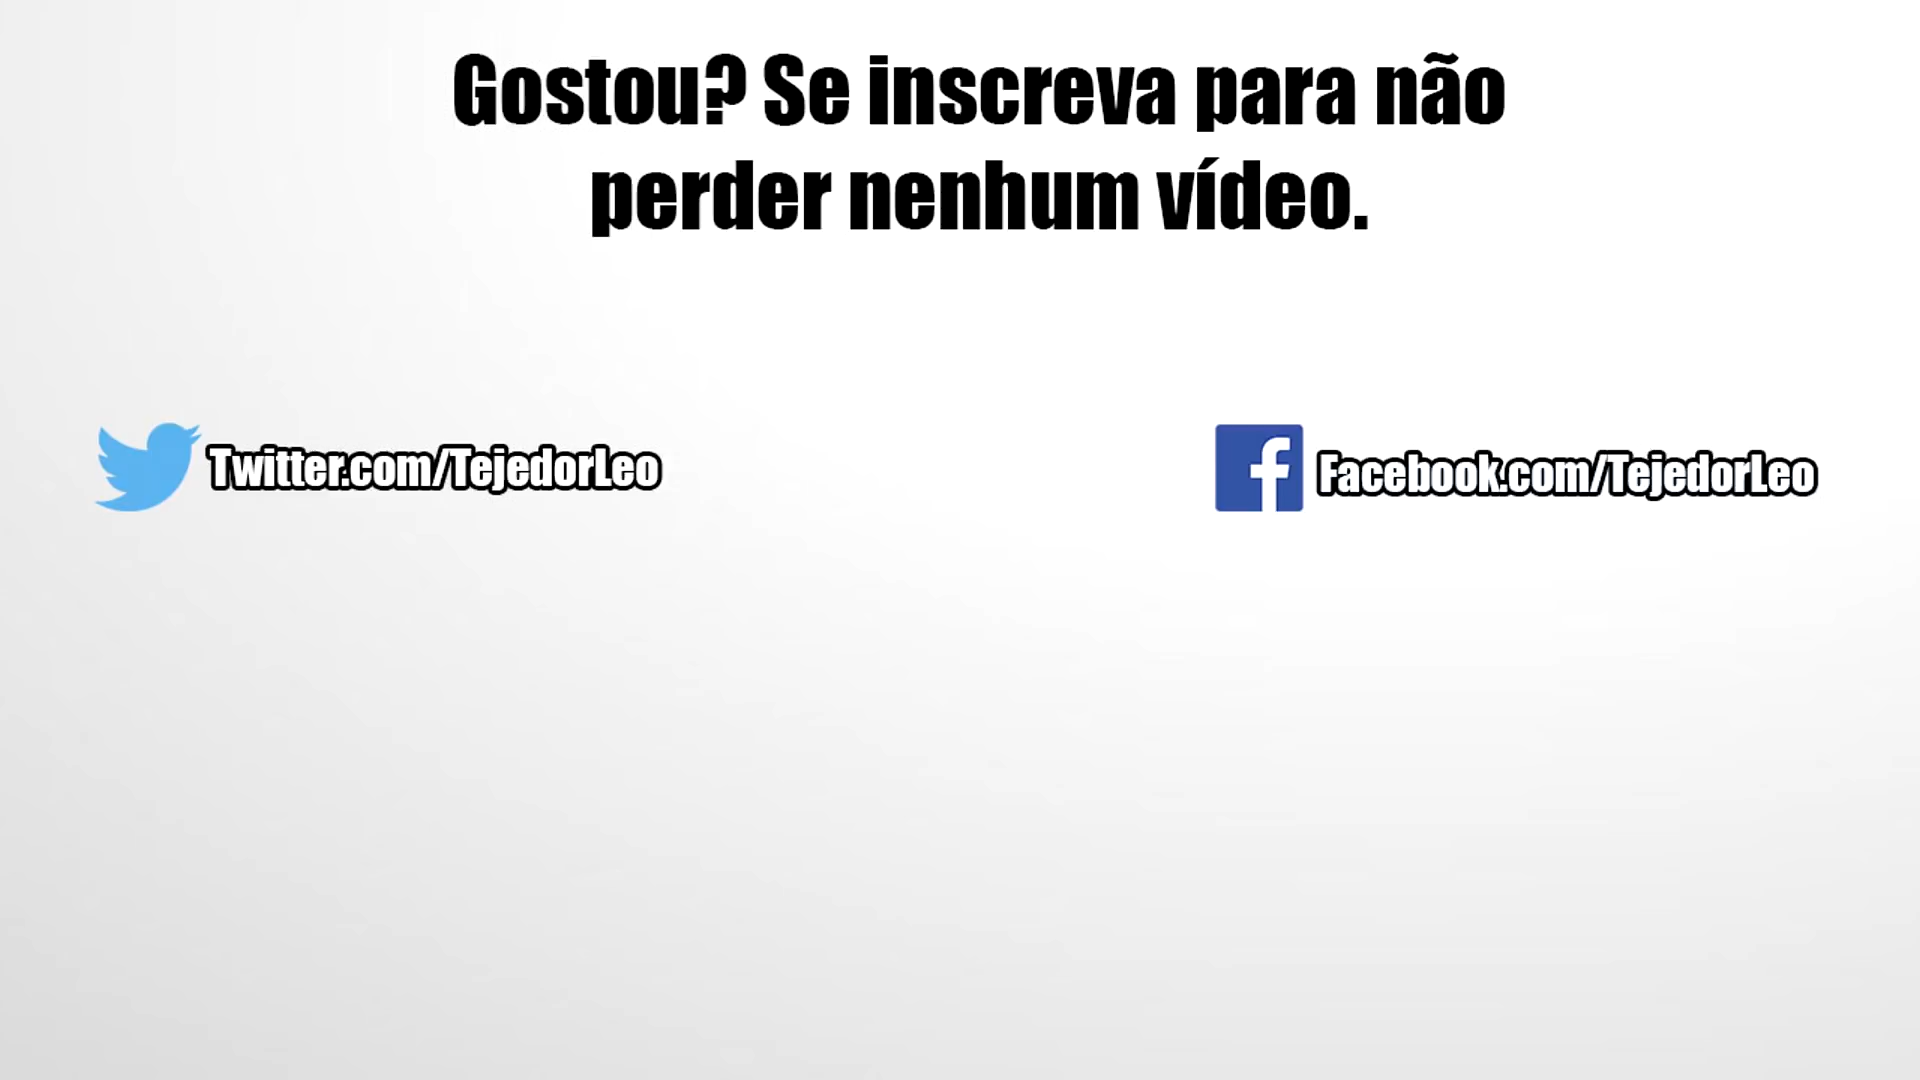 Gostou? Se inscreva para não
perder nenhum vídeo.
Twitter.com/TejedorLeo
Facebook.com/TejedorLeo